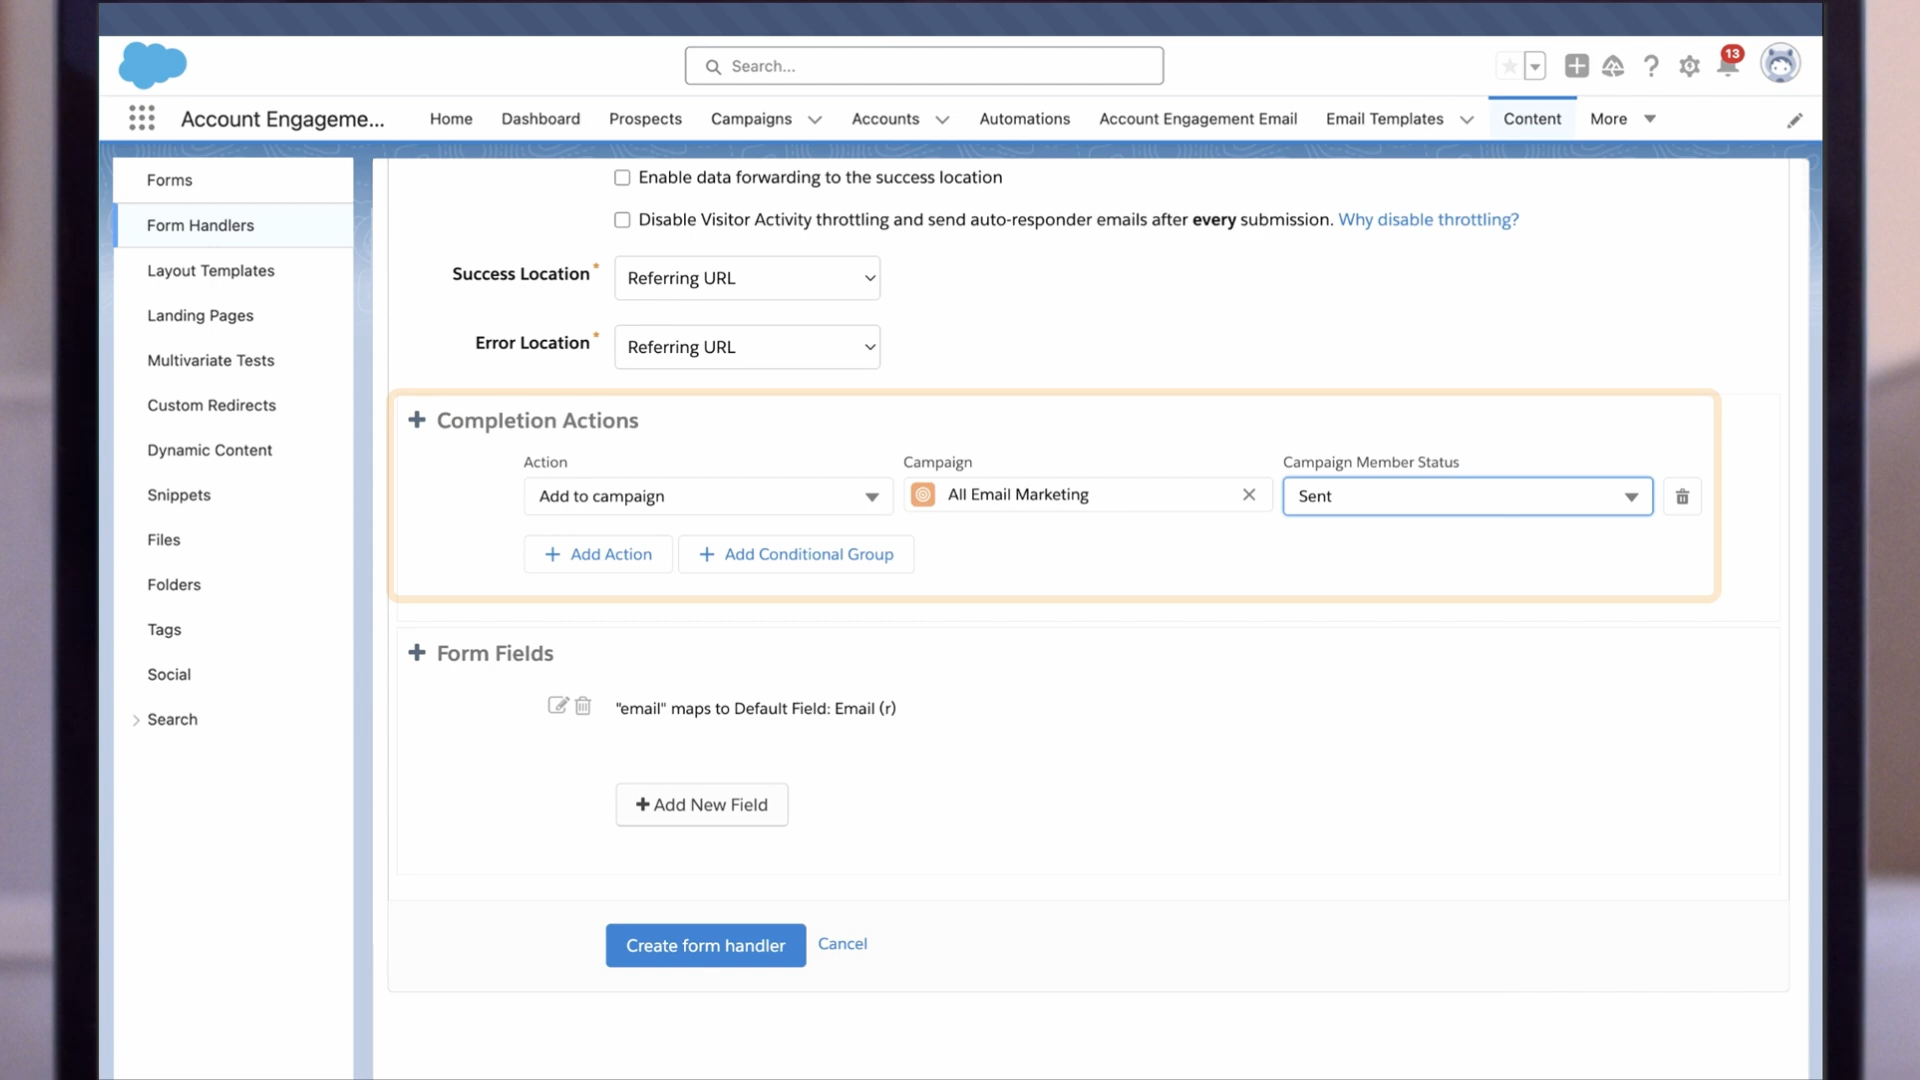 Search...
13
Account Engageme...
Home
Dashboard
Prospects
Campaigns
Accounts
Automations
Account Engagement Email
Email Templates
Content
More
Forms
Form Handlers
Layout Templates
Landing Pages
Multivariate Tests
Custom Redirects
Dynamic Content
Snippets
Files
Folders
Tags
Social
Search
Enable data forwarding to the success location
Disable Visitor Activity throttling and send auto-responder emails after every submission. Why disable throttling?
Success Location*
Referring URL
Error Location*
Referring URL
+ Completion Actions
Action
Campaign
Campaign Member Status
Add to campaign
All Email Marketing
Sent
+ Add Action
+ Add Conditional Group
+ Form Fields
"email" maps to Default Field: Email (r)
+ Add New Field
Create form handler
Cancel